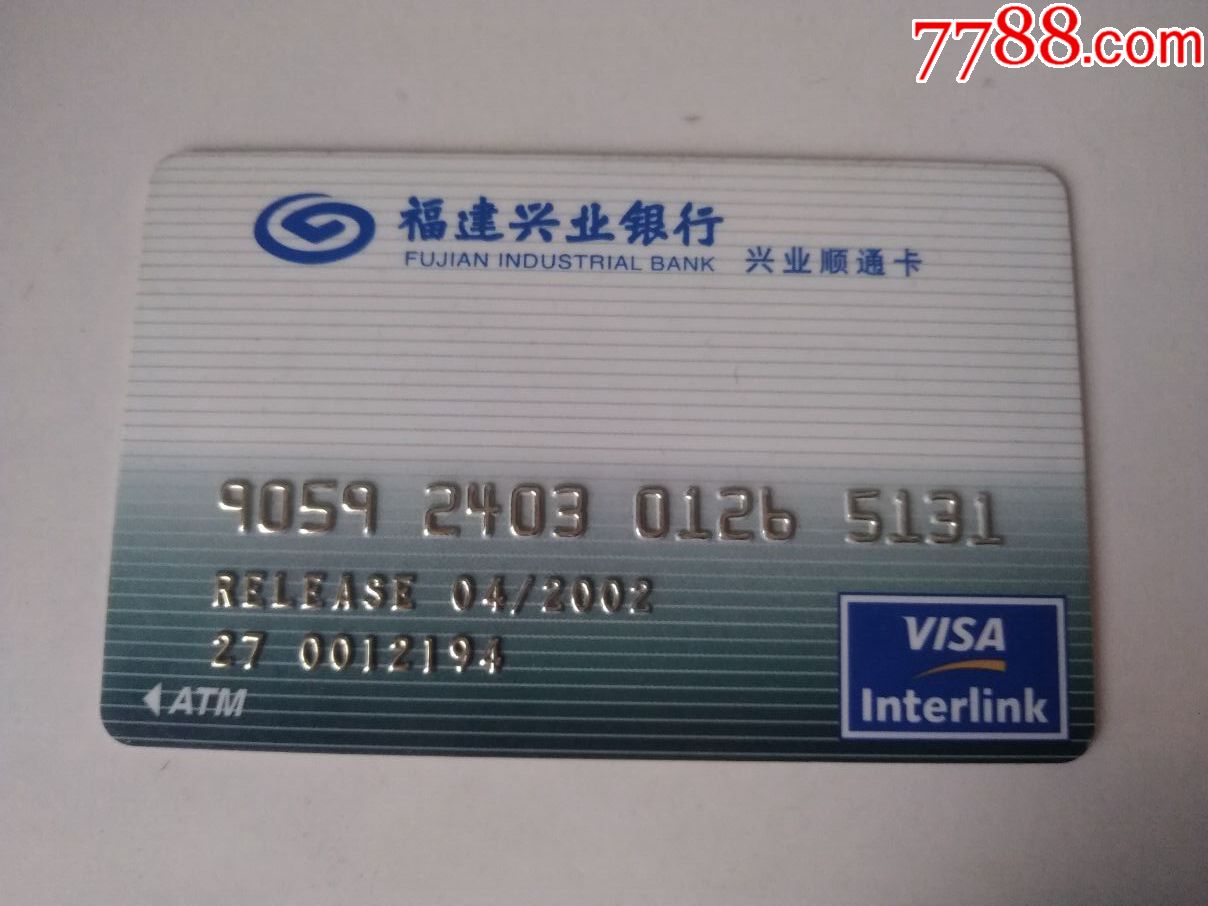 7788.com
福建兴业银行
FUJIAN INDUSTRIAL BANK 兴业顺通卡
9059 2403 0126 5131
RELEASE 04/2002
27 0012194
ATM
VISA
Interlink